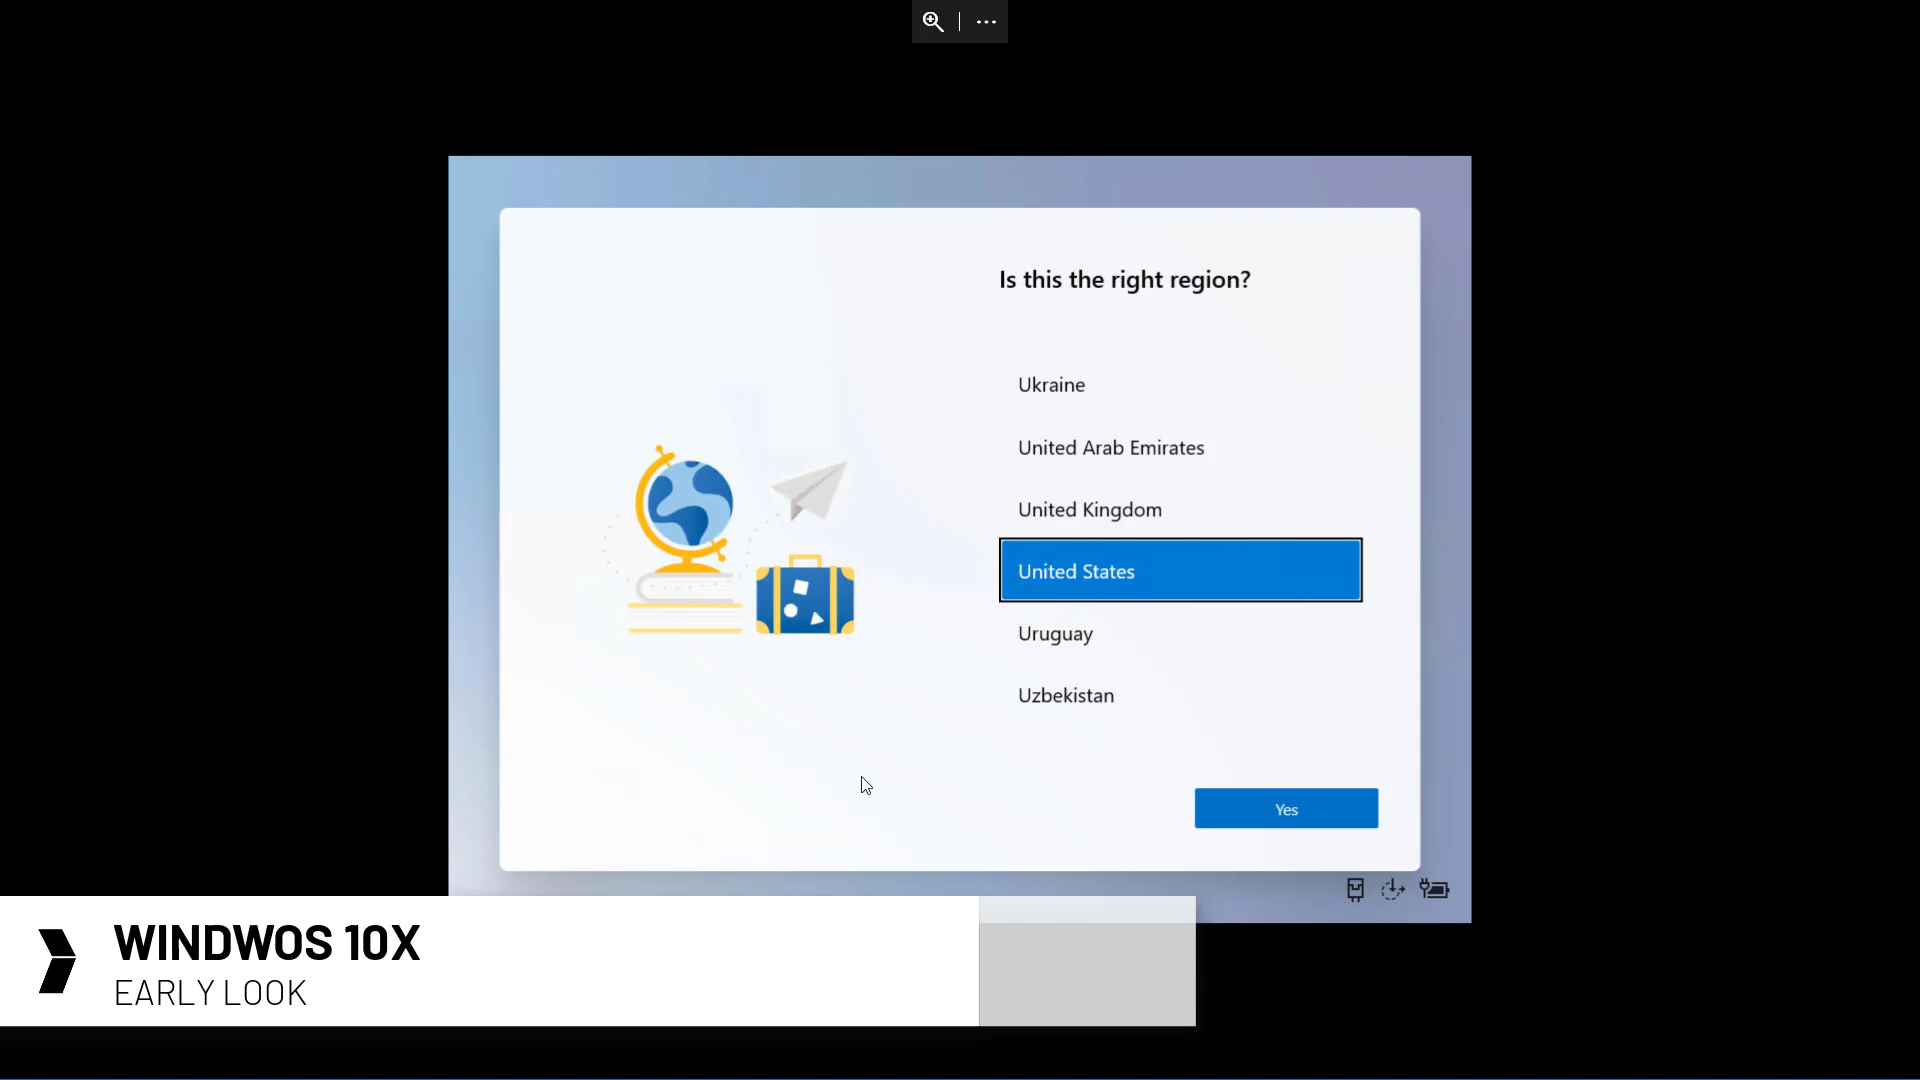 Is this the right region?
Ukraine
United Arab Emirates
United Kingdom
United States
Uruguay
Uzbekistan
Yes
WINDWOS 10X
EARLY LOOK